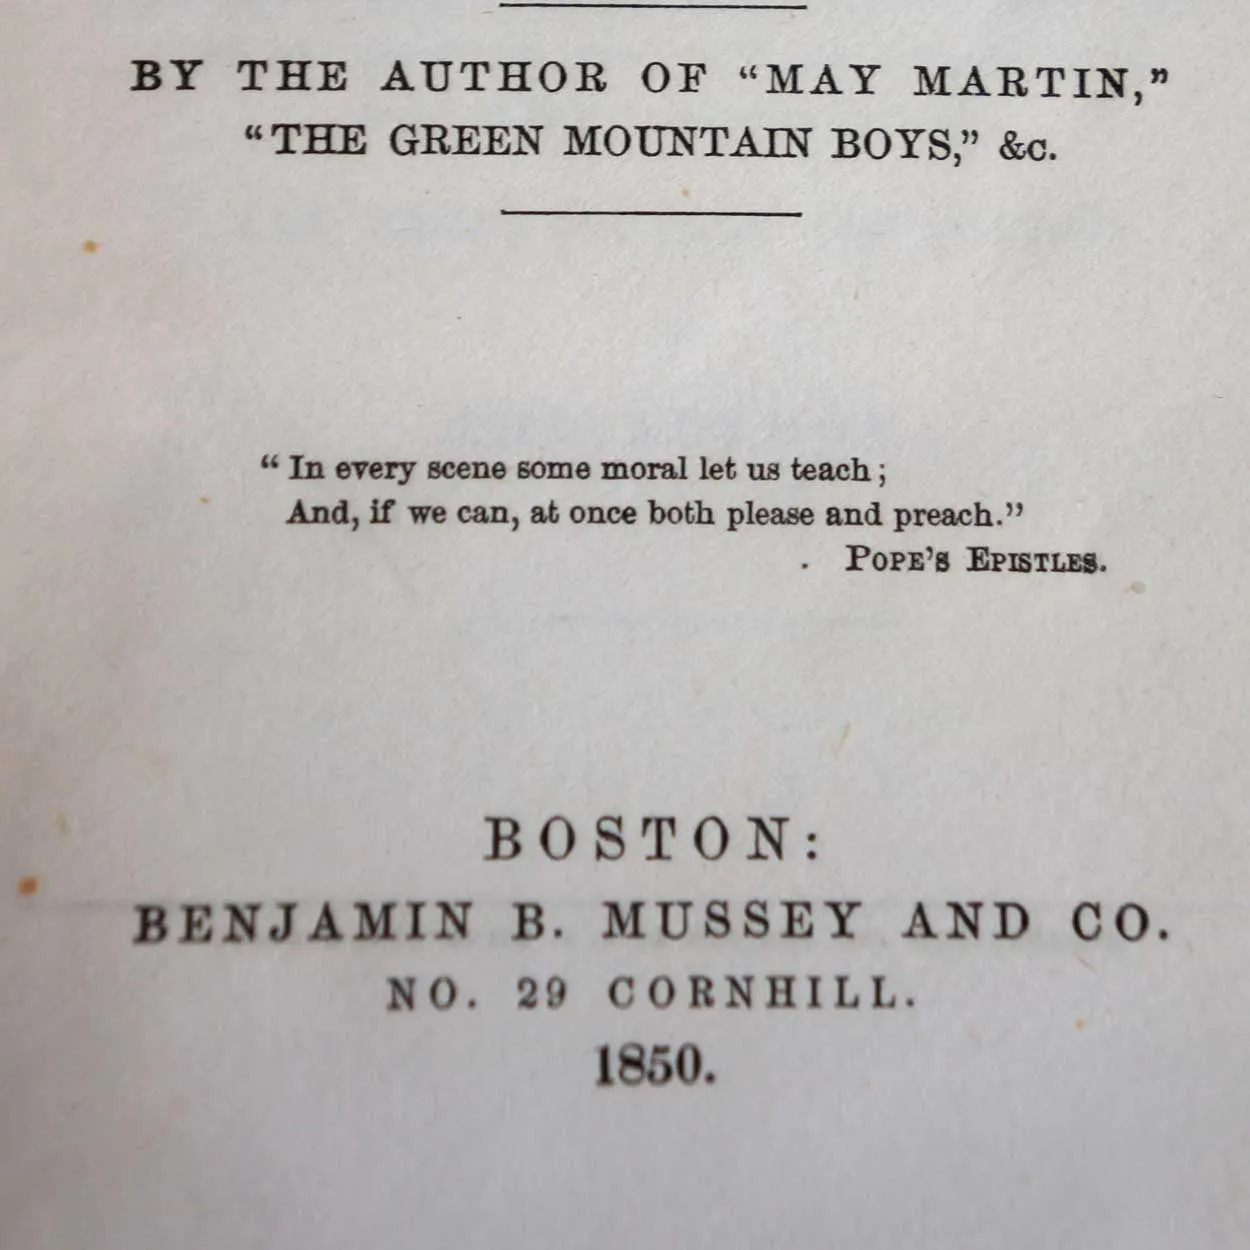 BY THE AUTHOR OF “MAY MARTIN,”
“THE GREEN MOUNTAIN BOYS,” &c.
“ In every scene some moral let us teach ;
And, if we can, at once both please and preach.”
. POPE’S EPISTLES.
BOSTON:
BENJAMIN B. MUSSEY AND CO.
NO. 29 CORNHILL.
1850.